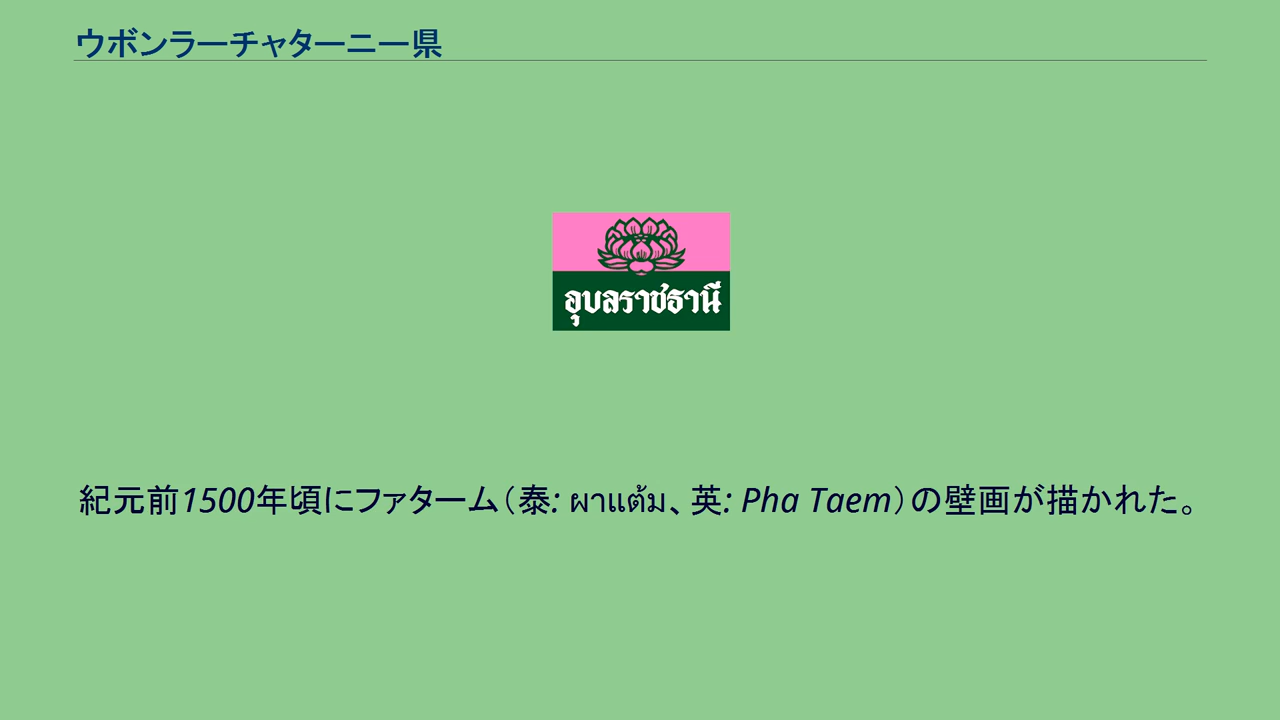 ウボンラーチャターニー県
อุบลราชธานี
紀元前1500年頃にファターム（泰: ผาแต้ม、英: Pha Taem）の壁画が描かれた。